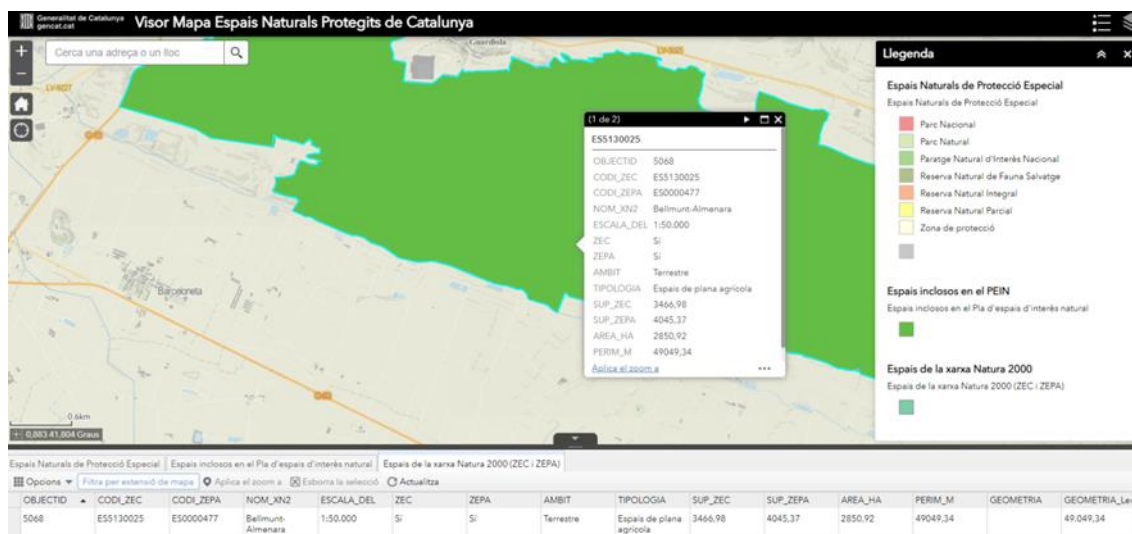 Generalitat de Catalunya
gencat.cat
Visor Mapa Espais Naturals Protegits de Catalunya
Cerca una adreça o un lloc
Guardiola
Llegenda
Espais Naturals de Protecció Especial
Espais Naturals de Protecció Especial
Parc Nacional
Parc Natural
Paratge Natural d'Interès Nacional
Reserva Natural de Fauna Salvatge
Reserva Natural Integral
Reserva Natural Parcial
Zona de protecció
Espais inclosos en el PEIN
Espais inclosos en el Pla d'espais d'interès natural
Espais de la xarxa Natura 2000
Espais de la xarxa Natura 2000 (ZEC i ZEPA)
(1 de 2)
ES5130025
OBJECTID 5068
CODI_ZEC ES5130025
CODI_ZEPA ES0000477
NOM_XN2 Bellmunt-Almenara
ESCALA_DEL 1:50.000
ZEC Sí
ZEPA Sí
AMBIT Terrestre
TIPOLOGIA Espais de plana agrícola
SUP_ZEC 3466,98
SUP_ZEPA 4045,37
AREA_HA 2850,92
PERIM_M 49049,34
Aplica el zoom a
Barceloneta
0.6km
0,883 41,804 Graus
Espais Naturals de Protecció Especial Espais inclosos en el Pla d'espais d'interès natural Espais de la xarxa Natura 2000 (ZEC i ZEPA)
Opcions Filtra per extensió de mapa Aplica el zoom a Esborra la selecció Actualitza
OBJECTID CODI_ZEC CODI_ZEPA NOM_XN2 ESCALA_DEL ZEC ZEPA AMBIT TIPOLOGIA SUP_ZEC SUP_ZEPA AREA_HA PERIM_M GEOMETRIA GEOMETRIA_Le
5068 ES5130025 ES0000477 Bellmunt-Almenara 1:50.000 Sí Sí Terrestre Espais de plana agrícola 3466,98 4045,37 2850,92 49049,34 49.049,34